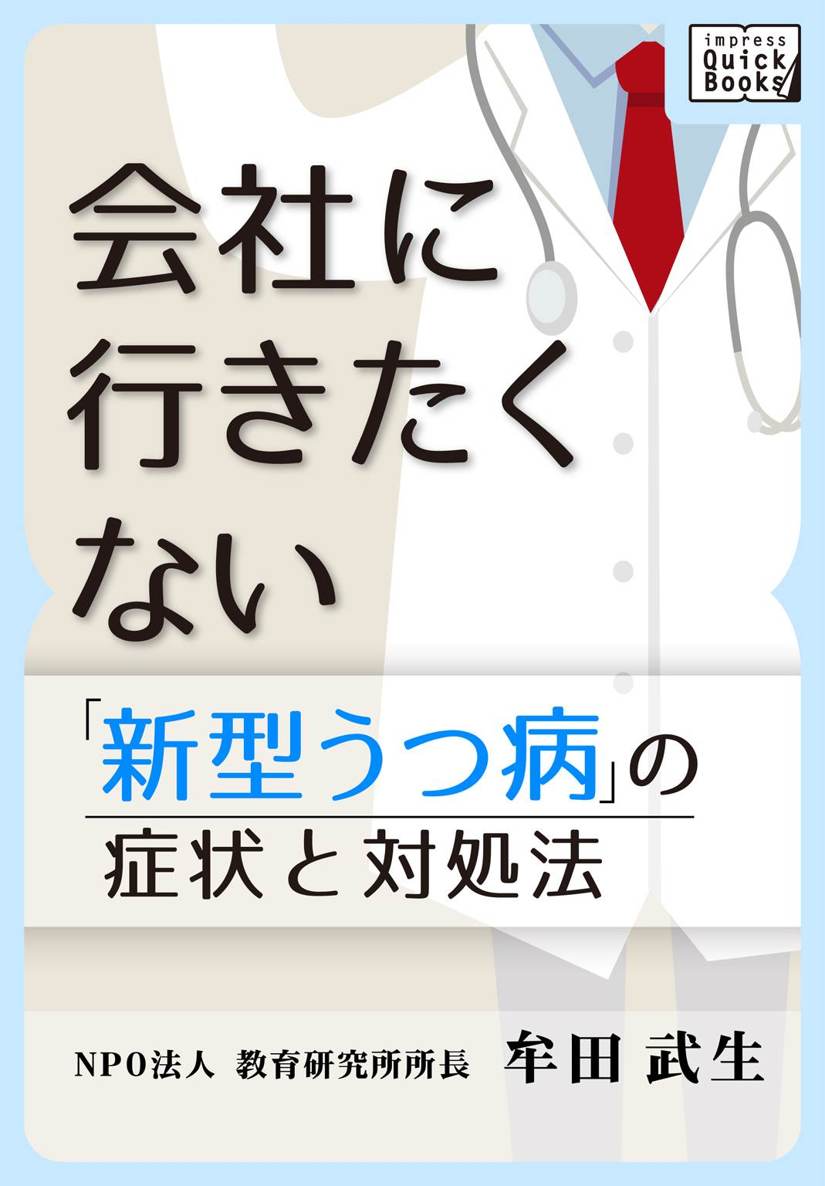 impress
Quick
Books
会社に
行きたく
ない
「新型うつ病」の
症状と対処法
NPO法人 教育研究所所長 牟田 武生